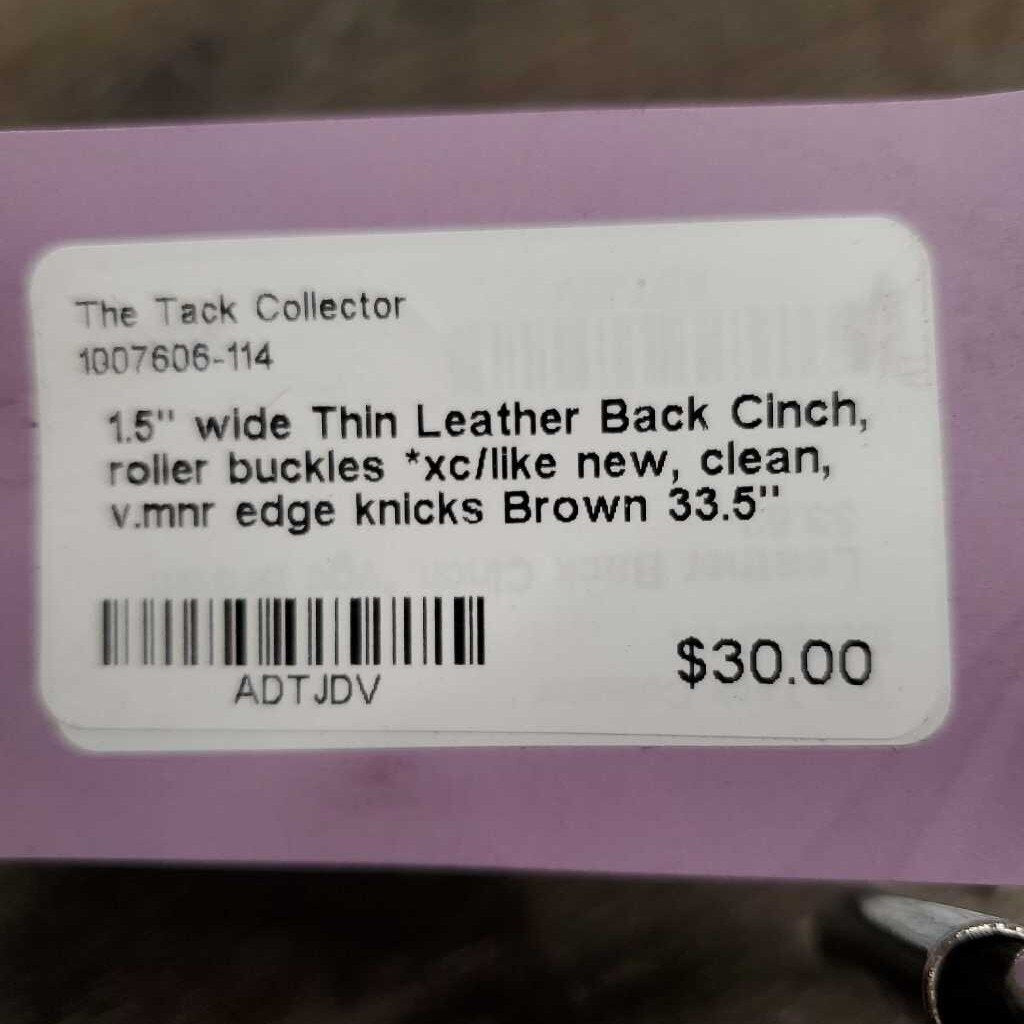 The Tack Collector
1007606-114
1.5" wide Thin Leather Back Cinch,
roller buckles *xc/like new, clean,
v.mnr edge knicks Brown 33.5"
ADTJDV
$30.00